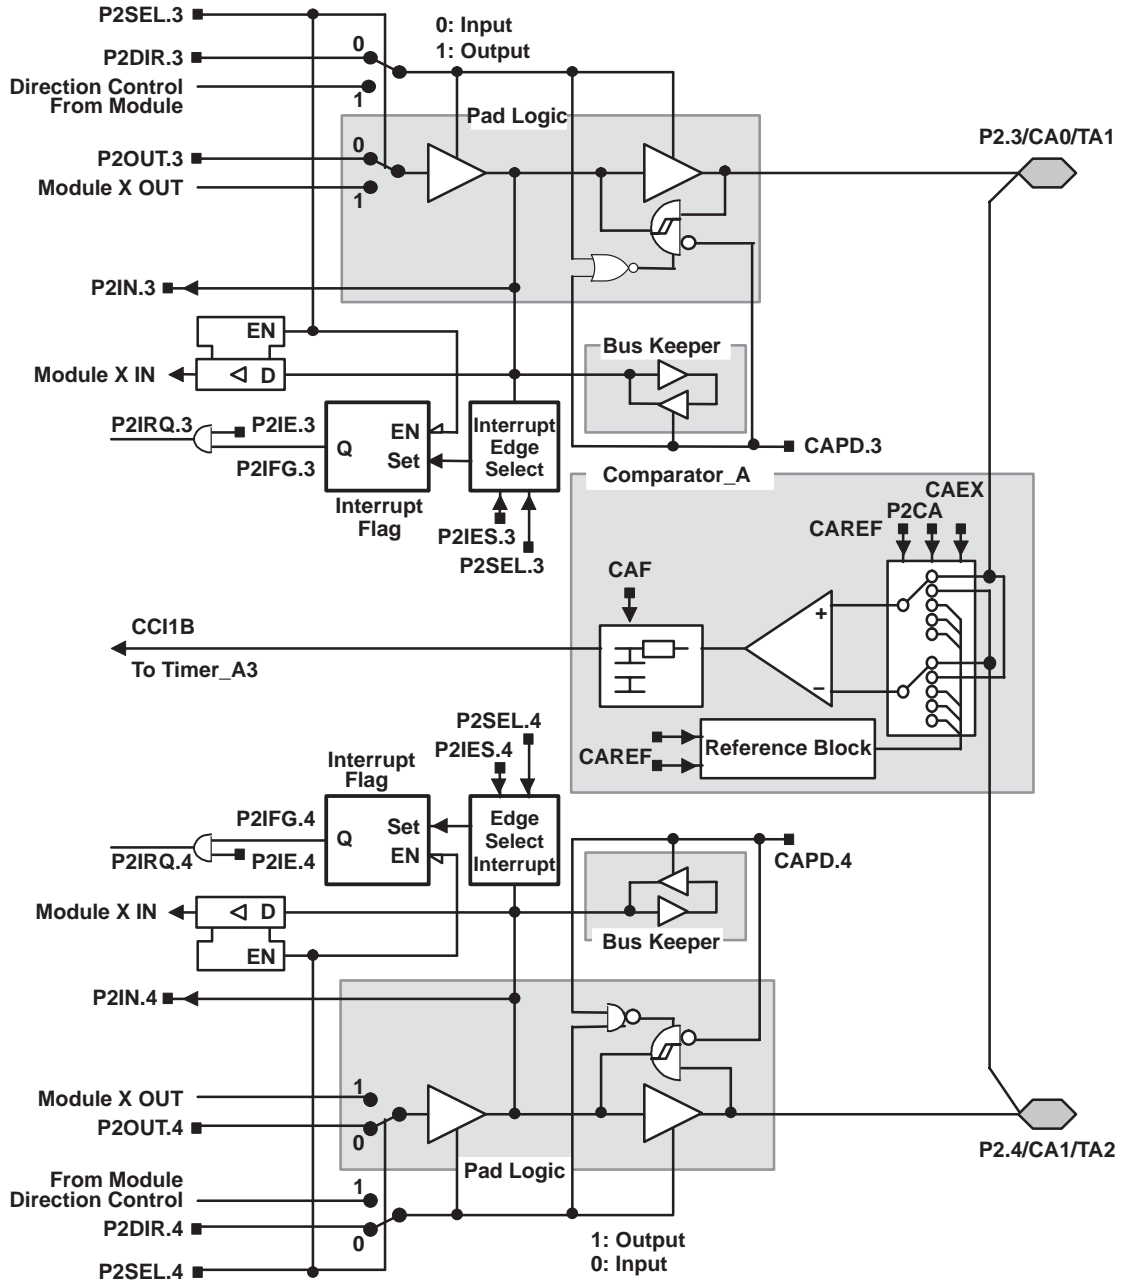 P2SEL.3
0: Input
1: Output
P2DIR.3
0
Direction Control
From Module
1
Pad Logic
P2.3/CA0/TA1
P2OUT.3
0
Module X OUT
1
P2IN.3
EN
Bus Keeper
Module X IN
D
P2IRQ.3
P2IE.3
P2IFG.3
Q
EN
Set
Interrupt
Edge
Select
CAPD.3
Interrupt
Flag
P2IES.3
P2SEL.3
Comparator_A
CAEX
P2CA
CAREF
CAF
CCI1B
To Timer_A3
+
−
Reference Block
CAREF
P2SEL.4
P2IES.4
Interrupt
Flag
P2IFG.4
P2IRQ.4
P2IE.4
Q
Set
EN
Edge
Select
Interrupt
CAPD.4
Module X IN
D
EN
Bus Keeper
P2IN.4
Module X OUT
1
P2OUT.4
0
Pad Logic
P2.4/CA1/TA2
From Module
Direction Control
1
P2DIR.4
0
1: Output
0: Input
P2SEL.4